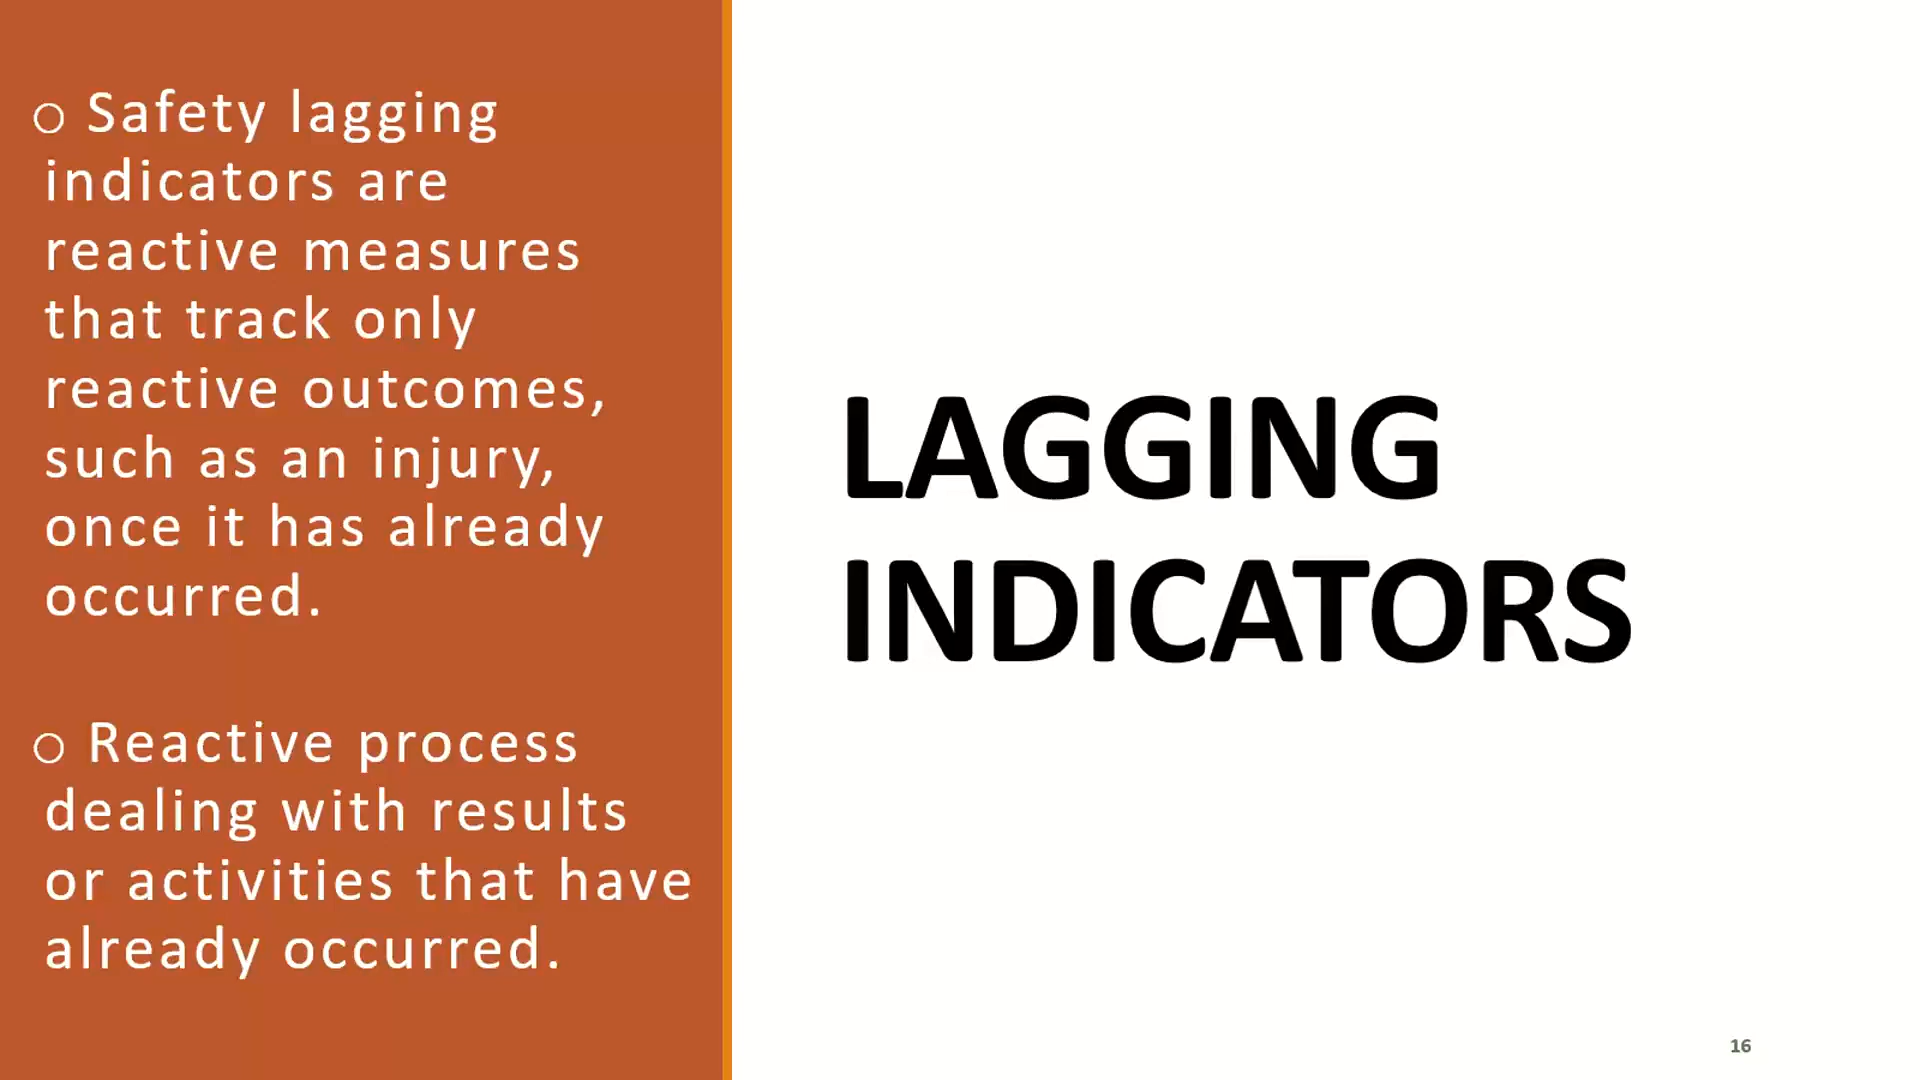 o Safety lagging
indicators are
reactive measures
that track only
reactive outcomes,
such as an injury,
once it has already
occurred.
o Reactive process
dealing with results
or activities that have
already occurred.
LAGGING
INDICATORS
16